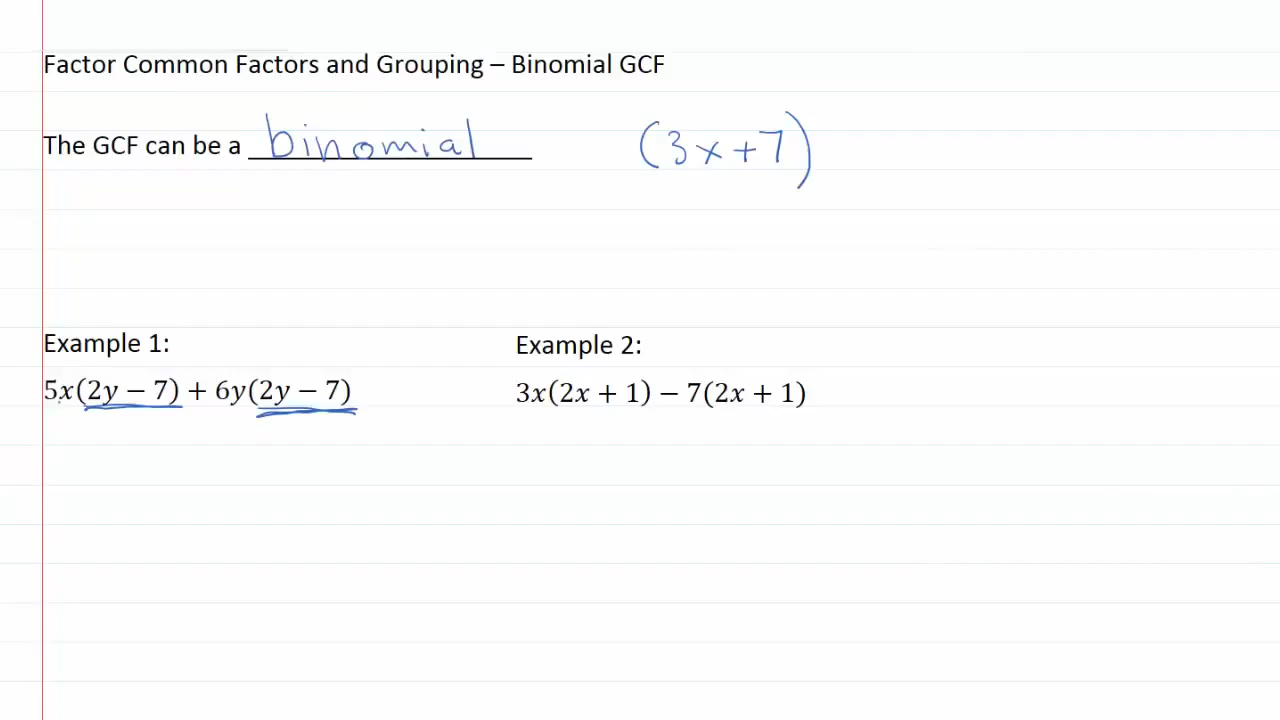 Factor Common Factors and Grouping – Binomial GCF
The GCF can be a binomial (3x+7)
Example 1: Example 2:
5x(2y − 7) + 6y(2y − 7) 3x(2x + 1) − 7(2x + 1)